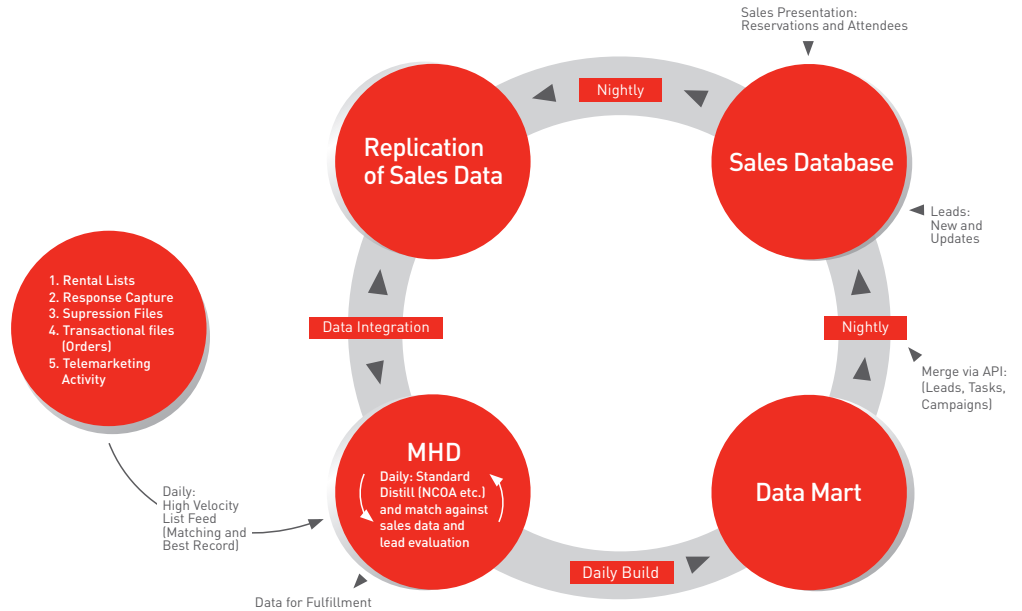 Sales Presentation:
Reservations and Attendees
Nightly
Replication
of Sales Data
Sales Database
Leads:
New and
Updates
1. Rental Lists
2. Response Capture
3. Supression Files
4. Transactional files
(Orders)
5. Telemarketing
Activity
Data Integration
Nightly
Merge via API:
(Leads, Tasks,
Campaigns)
MHD
Daily: Standard
Distill (NCOA etc.)
and match against
sales data and
lead evaluation
Data Mart
Daily:
High Velocity
List Feed
(Matching and
Best Record)
Daily Build
Data for Fulfillment